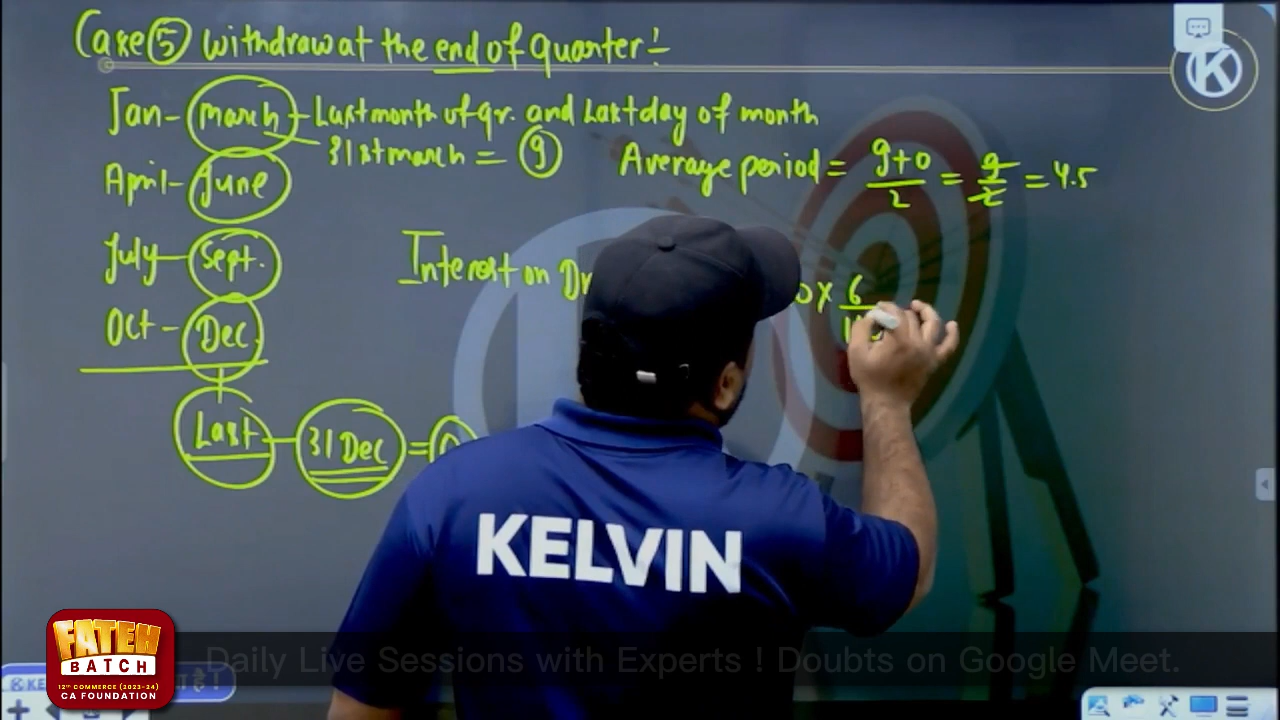 Case 5 withdraw at the end of quarter!
Jan- March - Last month of qr. and Last day of month
31st march = 9
Average period = 9+0/2 = 9/2 = 4.5
April- June
July- Sept.
Interest on Dr
0 × 6
Oct - Dec.
Last - 31 Dec = 0
KELVIN
FATEH
BATCH
12TH COMMERCE (2023-24)
CA FOUNDATION
Daily Live Sessions with Experts ! Doubts on Google Meet.
K